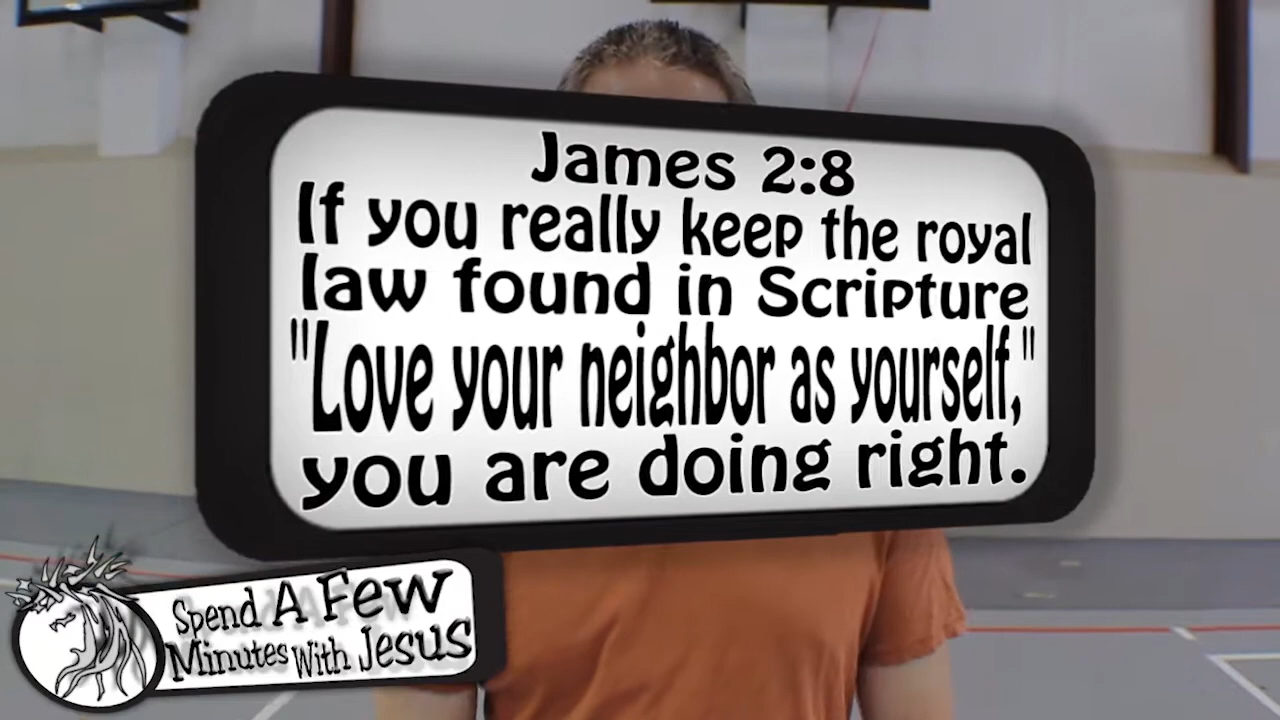 James 2:8
If you really keep the royal
law found in Scripture
"Love your neighbor as yourself,"
you are doing right.
Spend A Few
Minutes With Jesus